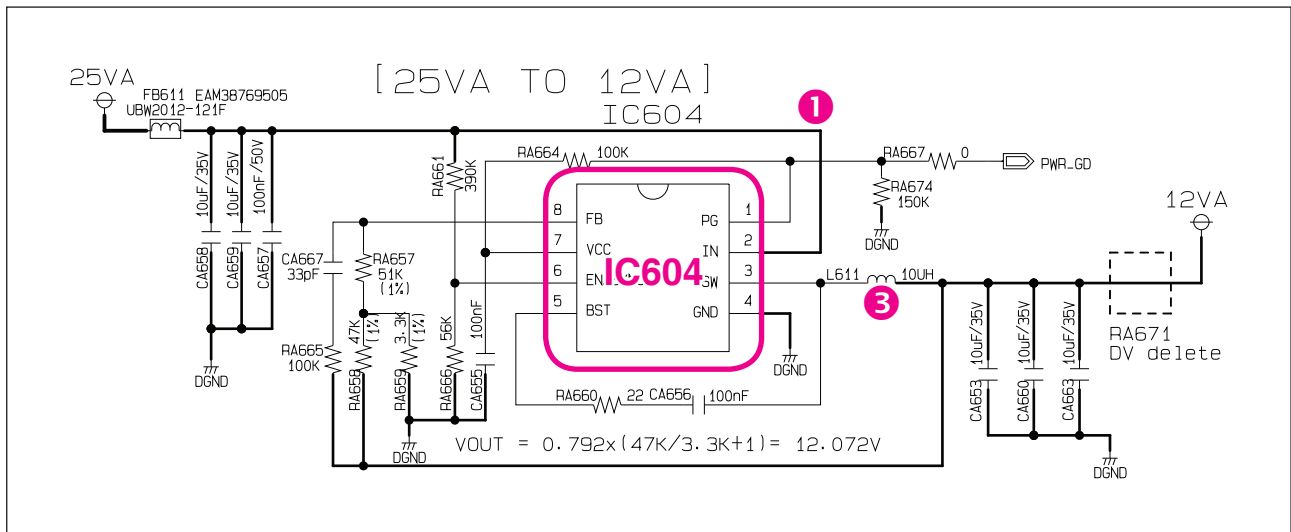 25VA
FB611 EAM38769505
UBW2012-121F
[25VA TO 12VA]
IC604
1
10uF/35V
10uF/35V
100nF/50V
CA658
CA659
CA657
DGND
RA661
390K
RA664
100K
RA667
0
PWR_GD
RA674
150K
DGND
12VA
8
FB
7
VCC
6
5
BST
1
PG
2
IN
3
SW
4
GND
IC604
CA667
33pF
RA657
51K
(1%)
RA665
100K
47K
(1%)
RA658
3.3K
(1%)
RA659
56K
RA666
100nF
CA655
DGND
DGND
L611
10UH
3
RA660
22
CA656
100nF
10uF/35V
CA653
10uF/35V
CA660
10uF/35V
CA663
DGND
RA671
DV delete
VOUT = 0.792x(47K/3.3K+1)= 12.072V